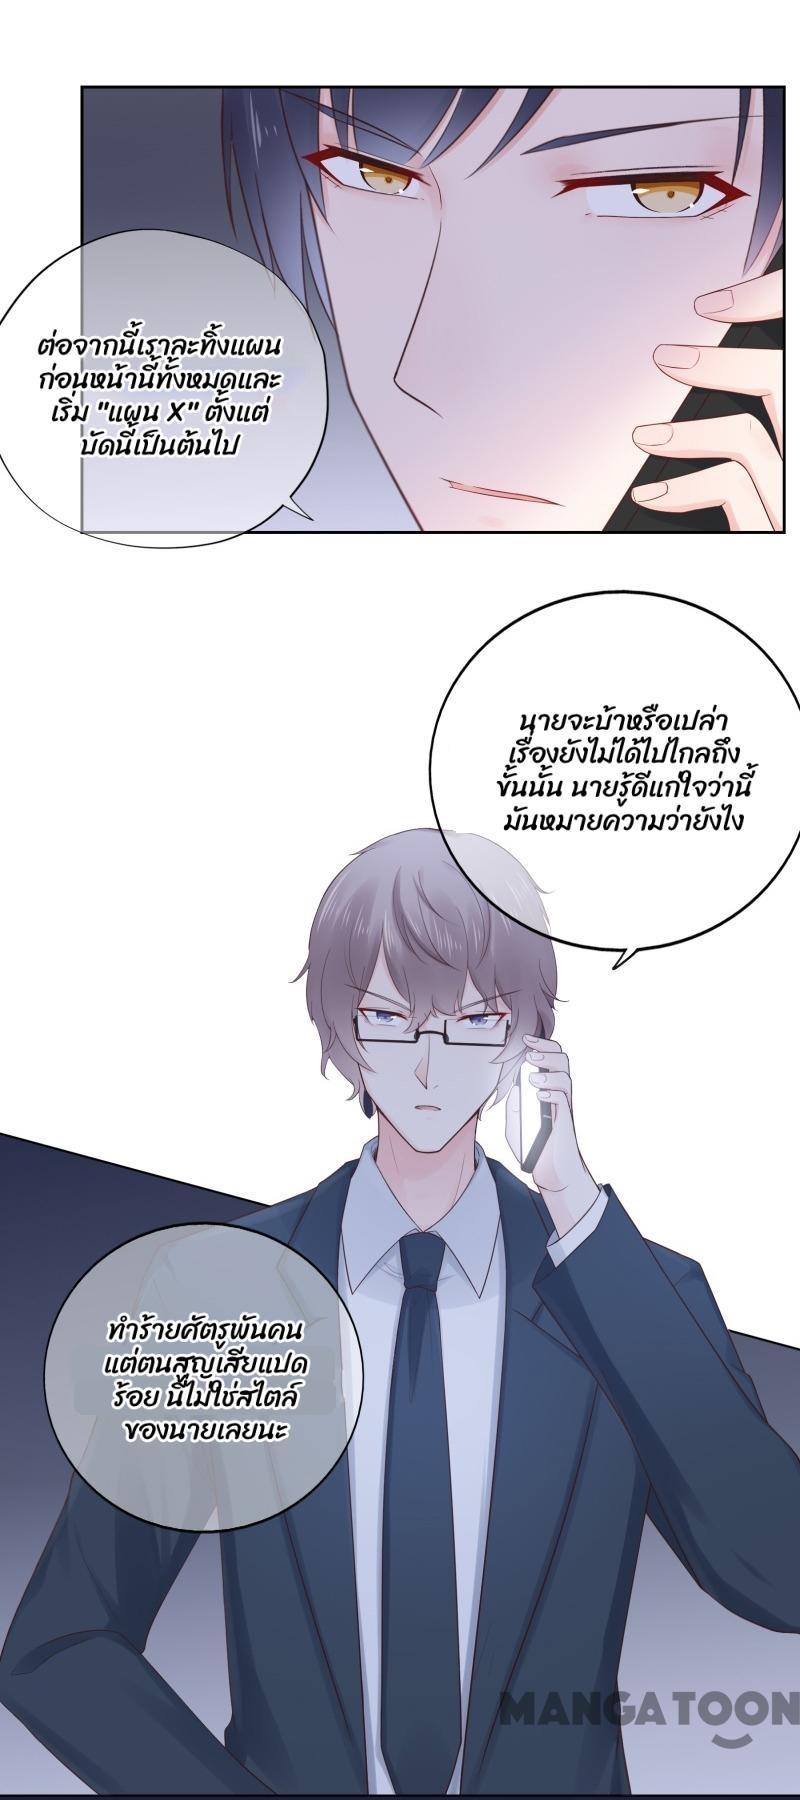 ต่อจากนี้เราละทิ้งแผน
ก่อนหน้านี้ทั้งหมดและ
เริ่ม "แผน X" ตั้งแต่
บัดนี้เป็นต้นไป
นายจะบ้าหรือเปล่า
เรื่องยังไม่ได้ไปไกลถึง
ขั้นนั้น นายรู้ดีแก่ใจว่านี้
มันหมายความว่ายังไง
ทำร้ายศัตรูพันคน
แต่ตนสูญเสียแปด
ร้อย นี่ไม่ใช่สไตล์
ของนายเลยนะ
MANGATOON